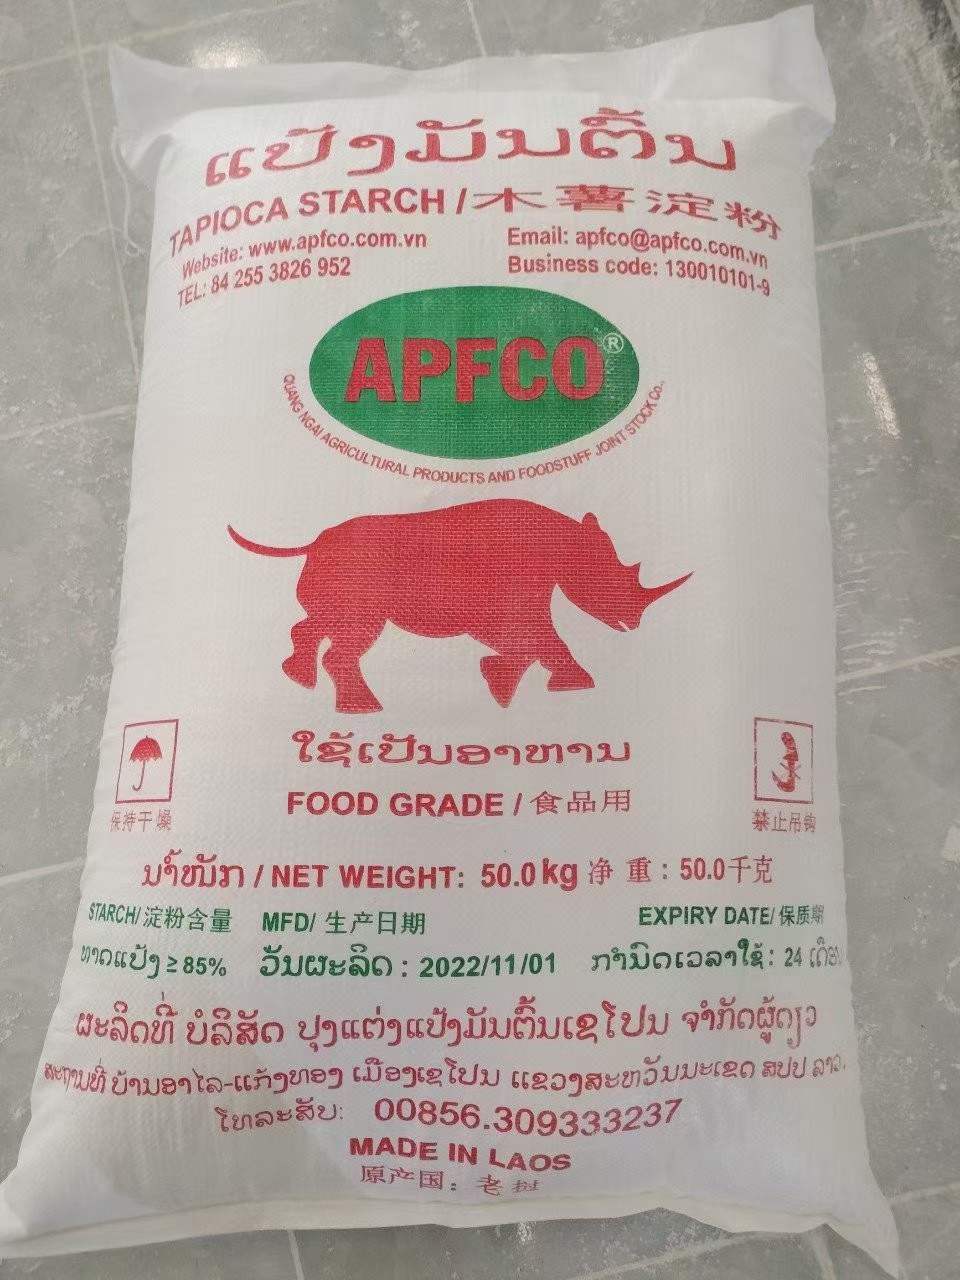 ແປ້ງມັນຕົ້ນ
TAPIOCA STARCH / 木薯淀粉
Website: www.apfco.com.vn
Email: apfco@apfco.com.vn
TEL: 84 255 3826 952
Business code: 130010101-9
APFCO®
QUANG NGAI AGRICULTURAL PRODUCTS AND FOODSTUFF JOINT STOCK Co..
ໃຊ້ເປັນອາຫານ
FOOD GRADE / 食品用
保持干燥
禁止吊钩
ນ້ຳໜັກ / NET WEIGHT: 50.0 kg 净 重 : 50.0千克
STARCH/ 淀粉含量 MFD/ 生产日期 EXPIRY DATE/ 保质期
ທາດແປ້ງ ≥ 85% ວັນຜະລິດ : 2022/11/01 ກຳນົດເວລາໃຊ້: 24 ເດືອນ
ຜະລິດທີ່ ບໍລິສັດ ປຸງແຕ່ງແປ້ງມັນຕົ້ນເຊໂປນ ຈຳກັດຜູ້ດຽວ
ສະຖານທີ່ ບ້ານອາໄລ-ແກ້ງທອງ ເມືອງເຊໂປນ ແຂວງສະຫວັນນະເຂດ ສປປ ລາວ.
ໂທລະສັບ: 00856.309333237
MADE IN LAOS
原产国: 老挝